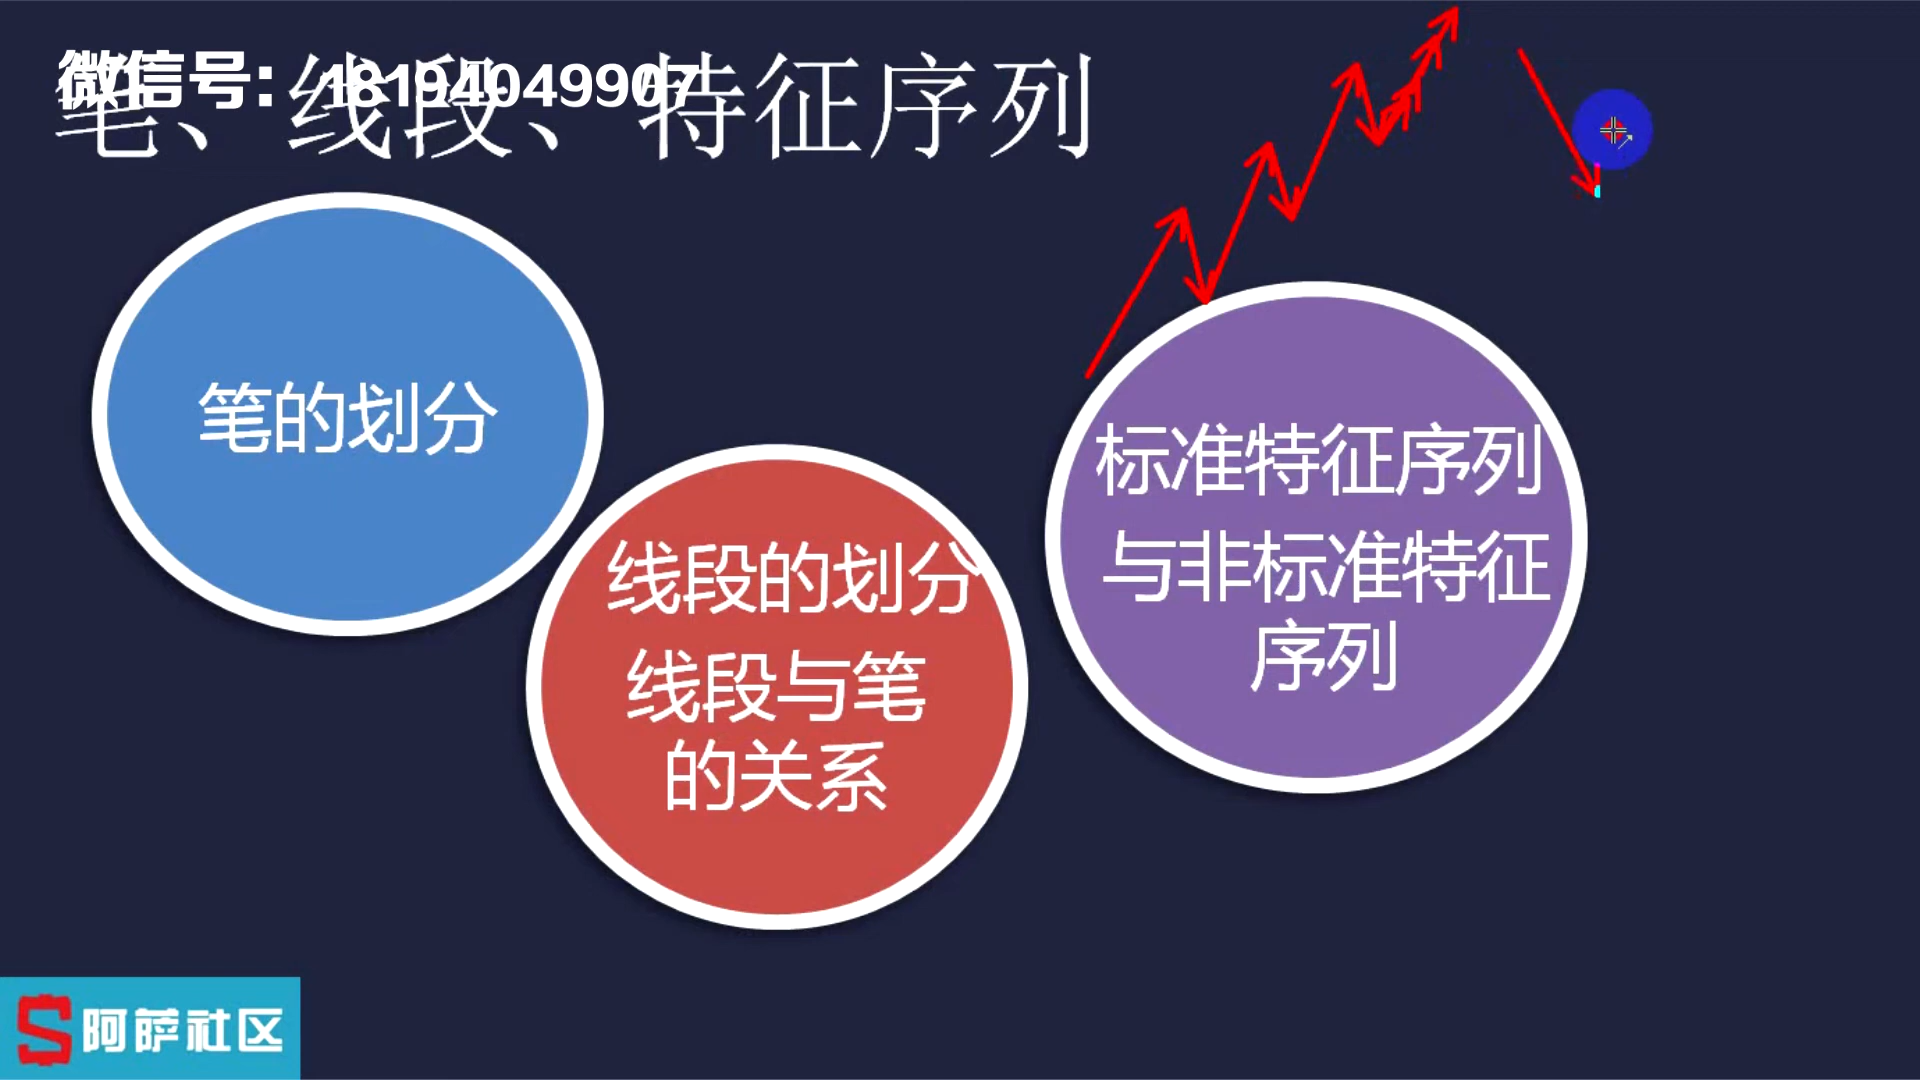 微信号：18194049907
笔、线段、特征序列
笔的划分
线段的划分
线段与笔
的关系
标准特征序列
与非标准特征
序列
阿萨社区